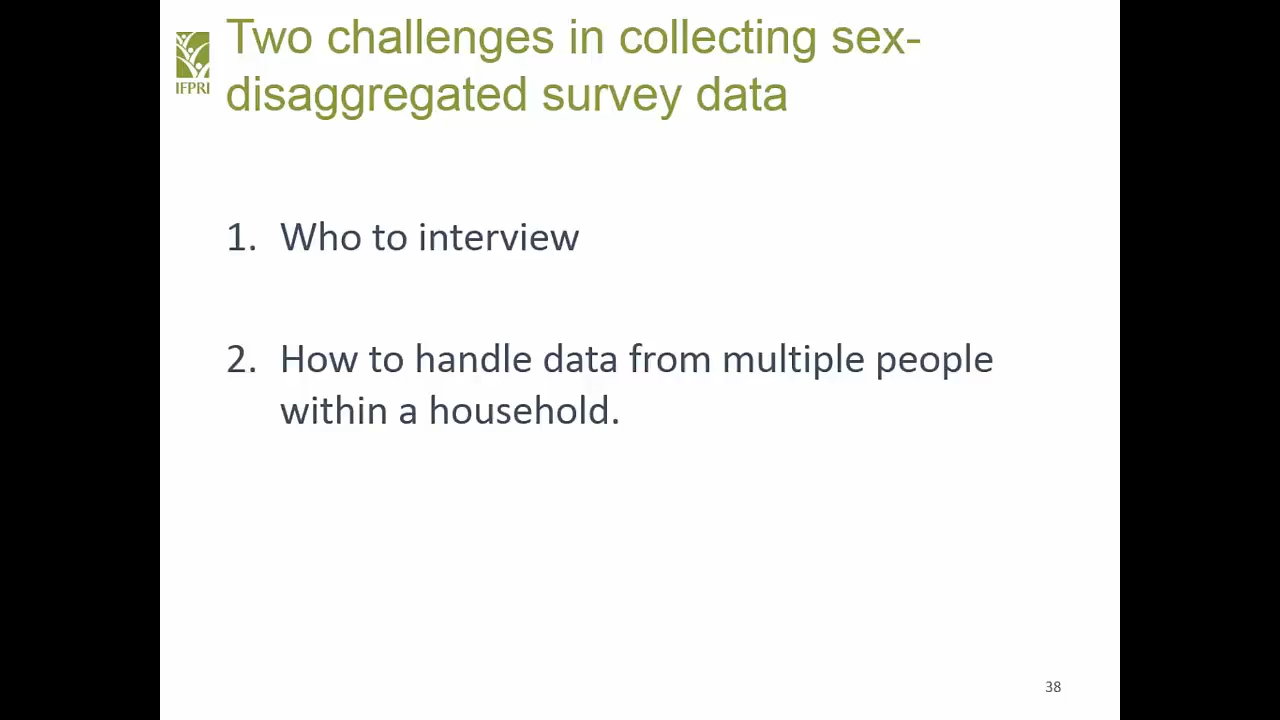 Two challenges in collecting sex-
disaggregated survey data
IFPRI
1. Who to interview
2. How to handle data from multiple people
within a household.
38